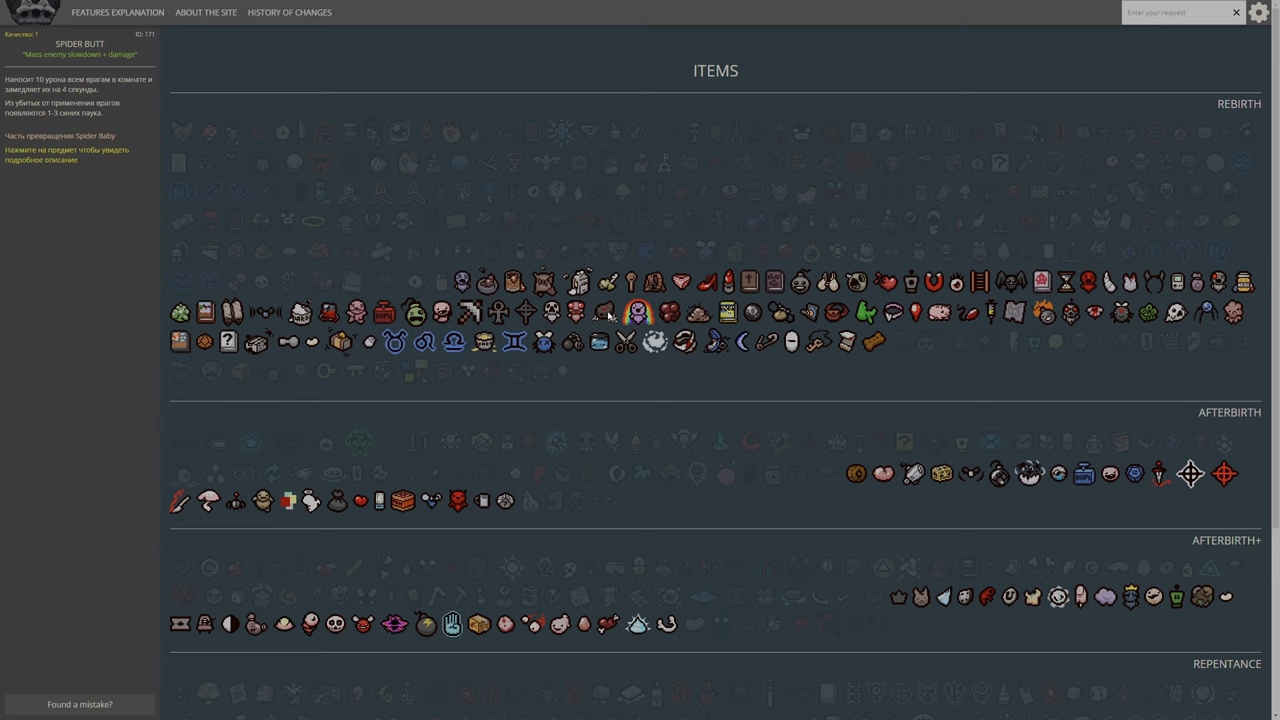 FEATURES EXPLANATION ABOUT THE SITE HISTORY OF CHANGES
Enter your request
Качество: 1 ID: 171
SPIDER BUTT
"Mass enemy slowdown + damage"
Наносит 10 урона всем врагам в комнате и
замедляет их на 4 секунды.
Из убитых от применения врагов
появляются 1-3 синих паука.
Часть превращения Spider Baby
Нажмите на предмет чтобы увидеть
подробное описание
ITEMS
REBIRTH
AFTERBIRTH
AFTERBIRTH+
REPENTANCE
Found a mistake?